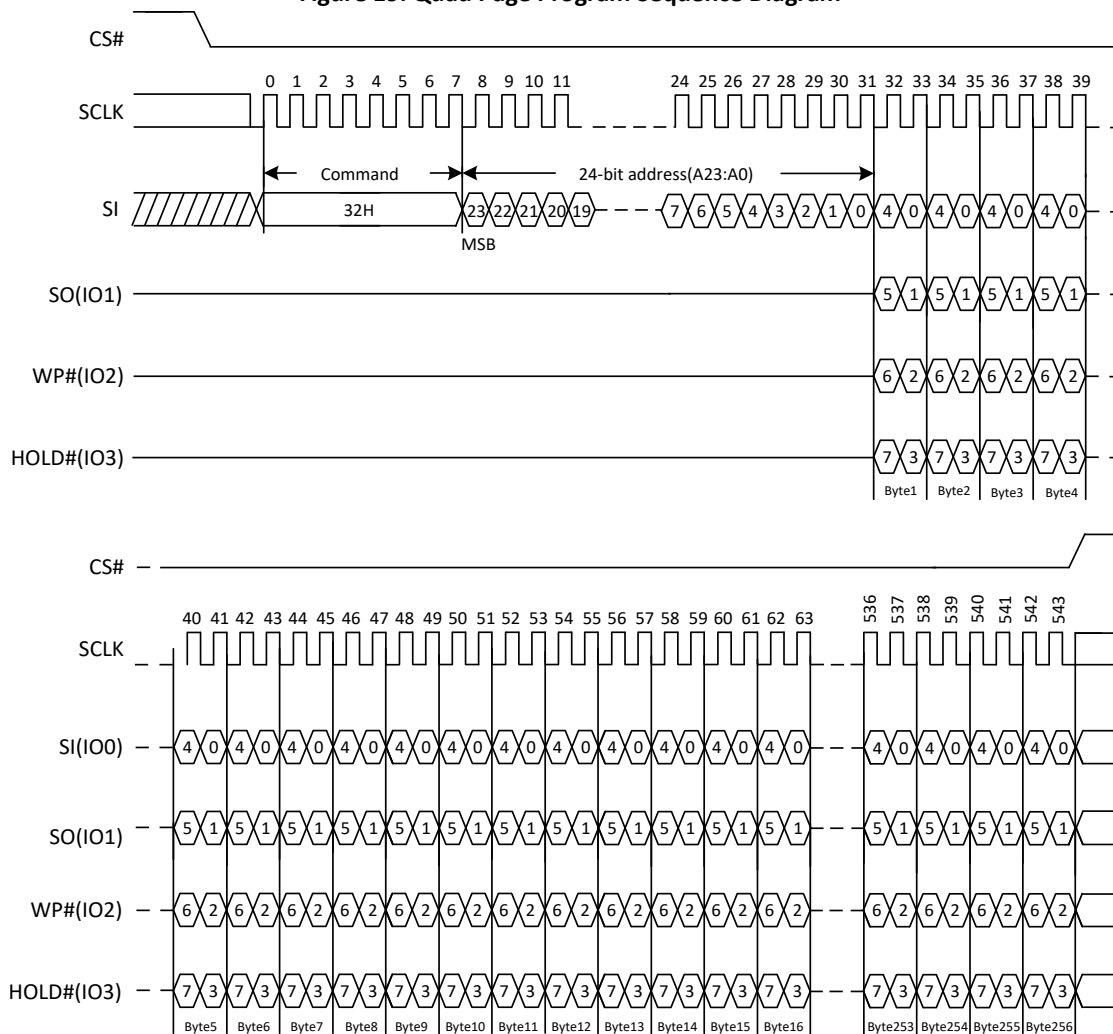 Figure Quad Page Program Sequence Diagram
CS#
0 1 2 3 4 5 6 7 8 9 10 11 24 25 26 27 28 29 30 31 32 33 34 35 36 37 38 39
SCLK
Command 24-bit address(A23:A0)
SI 32H 23 22 21 20 19 7 6 5 4 3 2 1 0 4 0 4 0 4 0 4 0
MSB
SO(IO1) 5 1 5 1 5 1 5 1
WP#(IO2) 6 2 6 2 6 2 6 2
HOLD#(IO3) 7 3 7 3 7 3 7 3
Byte1 Byte2 Byte3 Byte4
CS#
40 41 42 43 44 45 46 47 48 49 50 51 52 53 54 55 56 57 58 59 60 61 62 63 536 537 538 539 540 541 542 543
SCLK
SI(IO0) 4 0 4 0 4 0 4 0 4 0 4 0 4 0 4 0 4 0 4 0 4 0 4 0 4 0 4 0 4 0 4 0
SO(IO1) 5 1 5 1 5 1 5 1 5 1 5 1 5 1 5 1 5 1 5 1 5 1 5 1 5 1 5 1 5 1 5 1
WP#(IO2) 6 2 6 2 6 2 6 2 6 2 6 2 6 2 6 2 6 2 6 2 6 2 6 2 6 2 6 2 6 2 6 2
HOLD#(IO3) 7 3 7 3 7 3 7 3 7 3 7 3 7 3 7 3 7 3 7 3 7 3 7 3 7 3 7 3 7 3 7 3
Byte5 Byte6 Byte7 Byte8 Byte9 Byte10 Byte11 Byte12 Byte13 Byte14 Byte15 Byte16 Byte253 Byte254 Byte255 Byte256